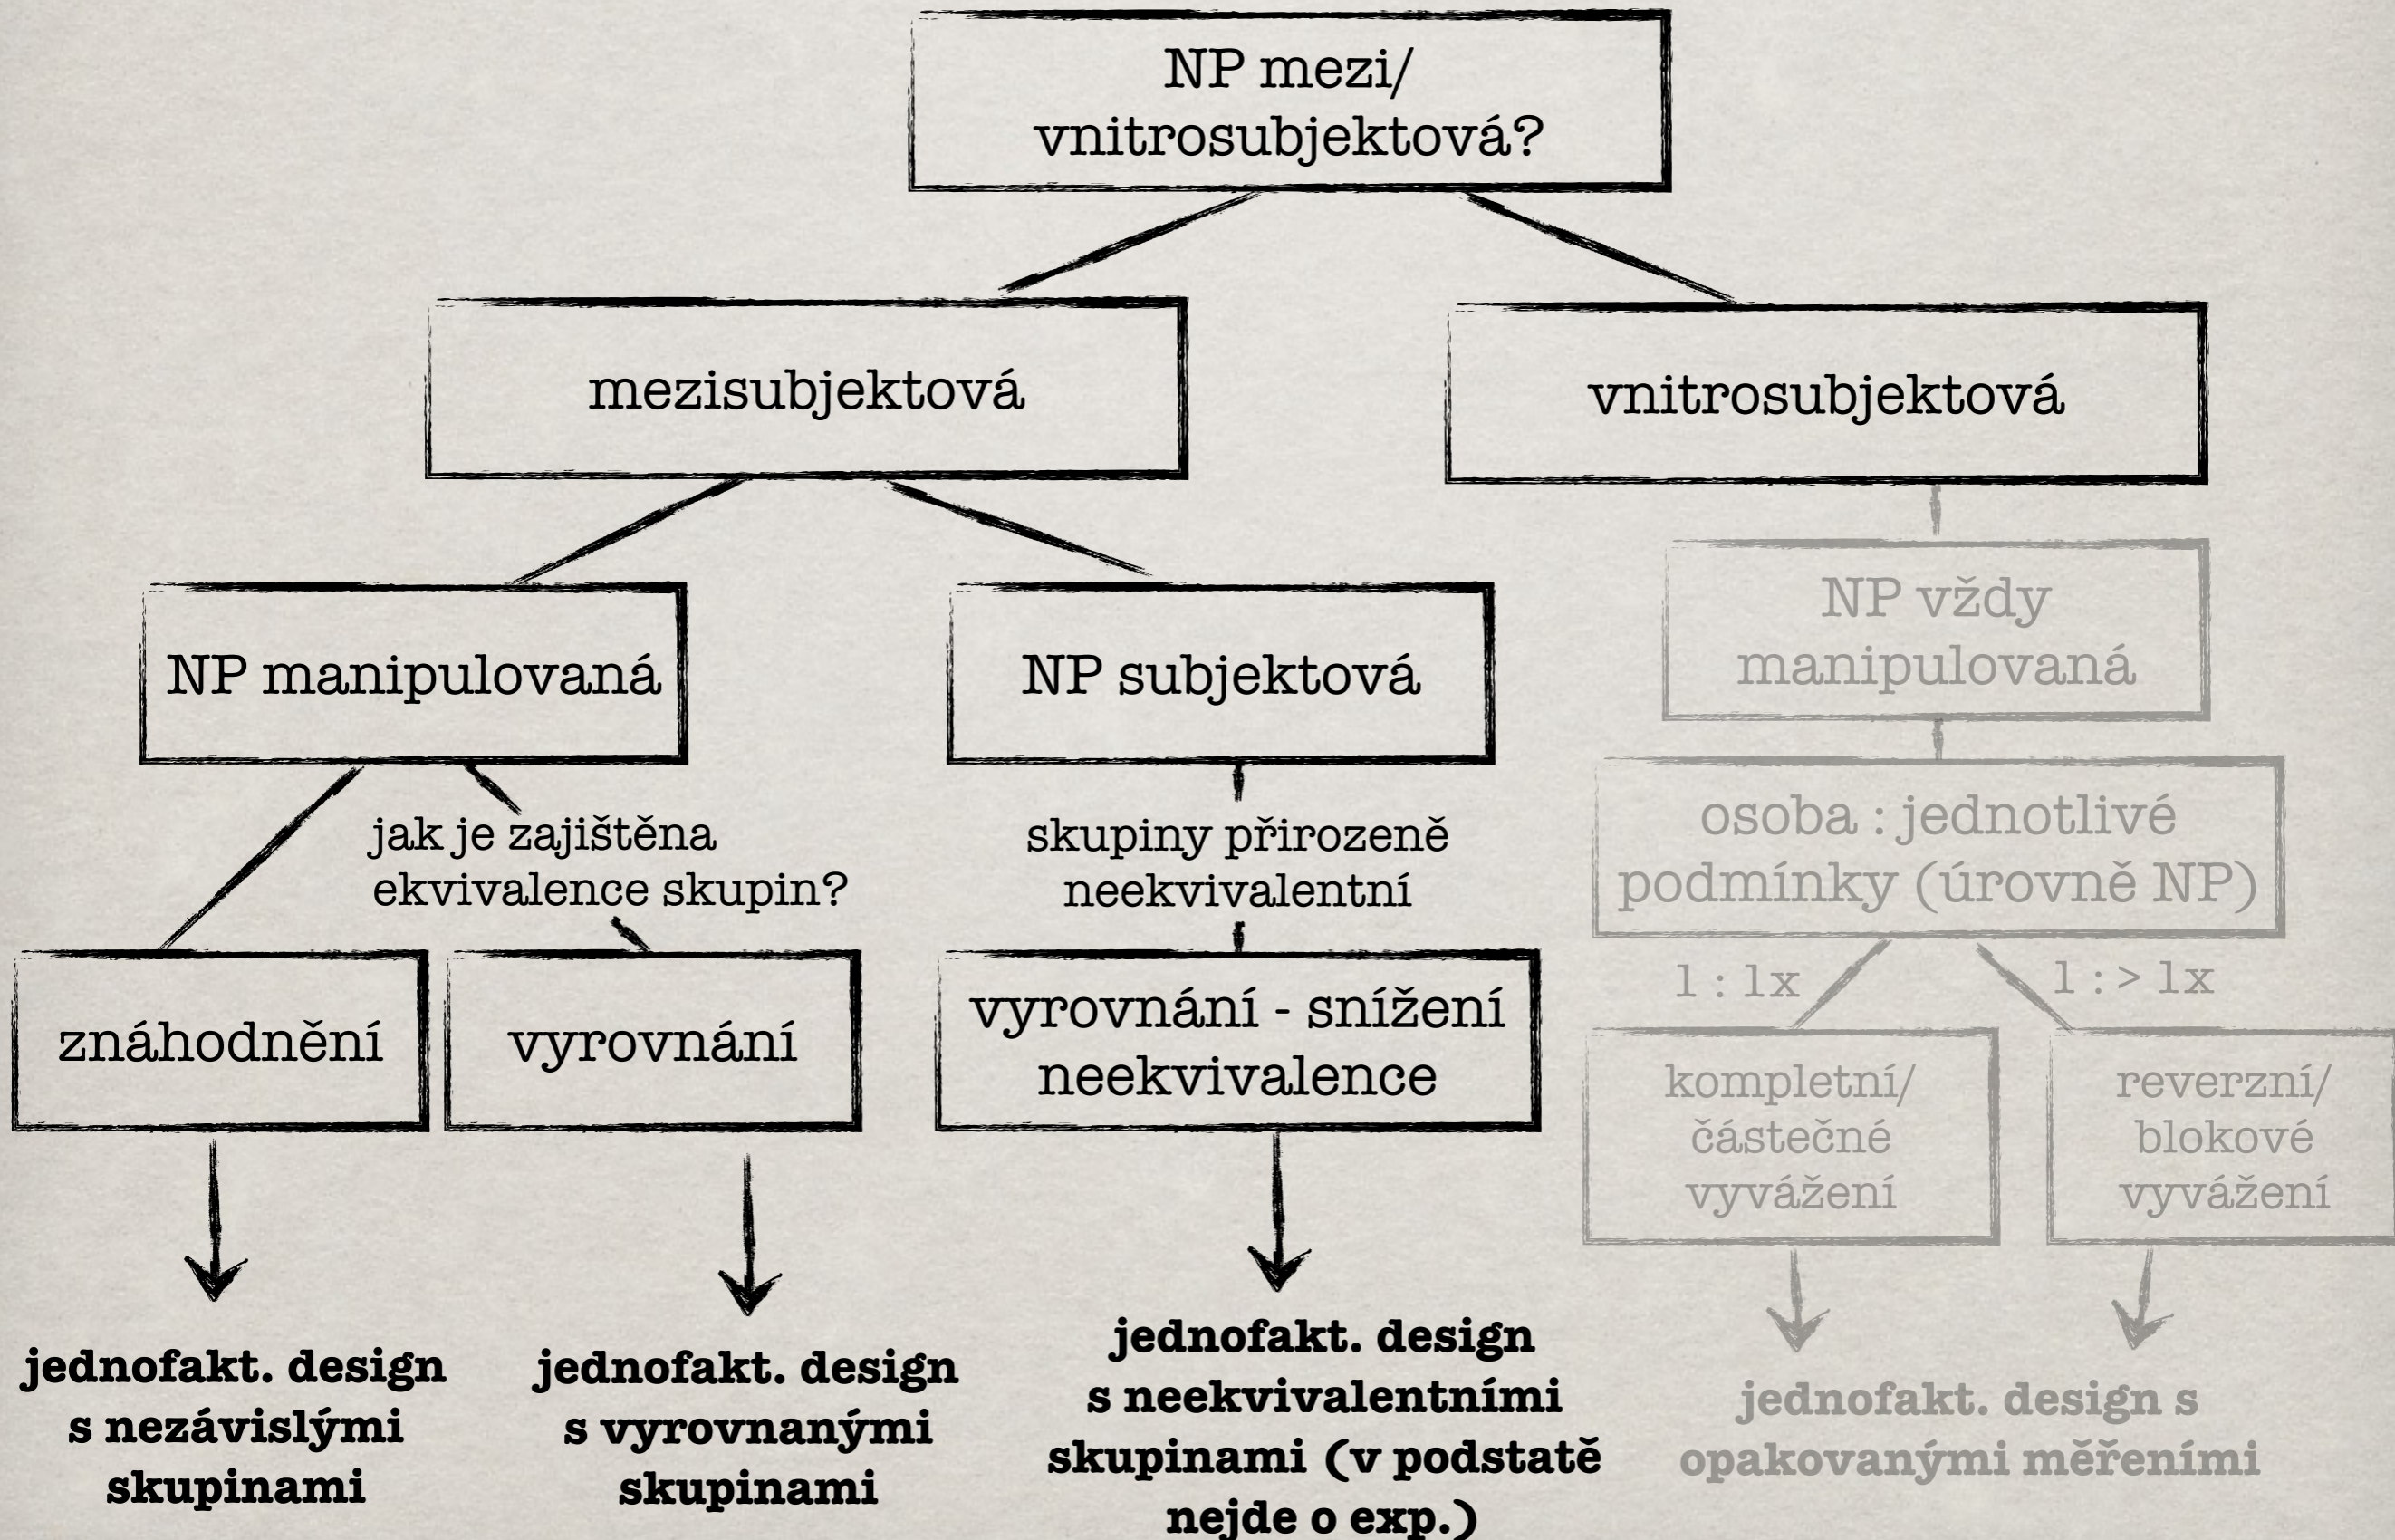 NP mezi/
vnitrosubjektová?
mezisubjektová
vnitrosubjektová
NP manipulovaná
NP subjektová
NP vždy
manipulovaná
jak je zajištěna
ekvivalence skupin?
skupiny přirozeně
neekvivalentní
osoba : jednotlivé
podmínky (úrovně NP)
1 : 1x
1 : > 1x
znáhodnění
vyrovnání
vyrovnání - snížení
neekvivalence
kompletní/
částečné
vyvážení
reverzní/
blokové
vyvážení
jednofakt. design
s nezávislými
skupinami
jednofakt. design
s vyrovnanými
skupinami
jednofakt. design
s neekvivalentními
skupinami (v podstatě
nejde o exp.)
jednofakt. design s
opakovanými měřeními